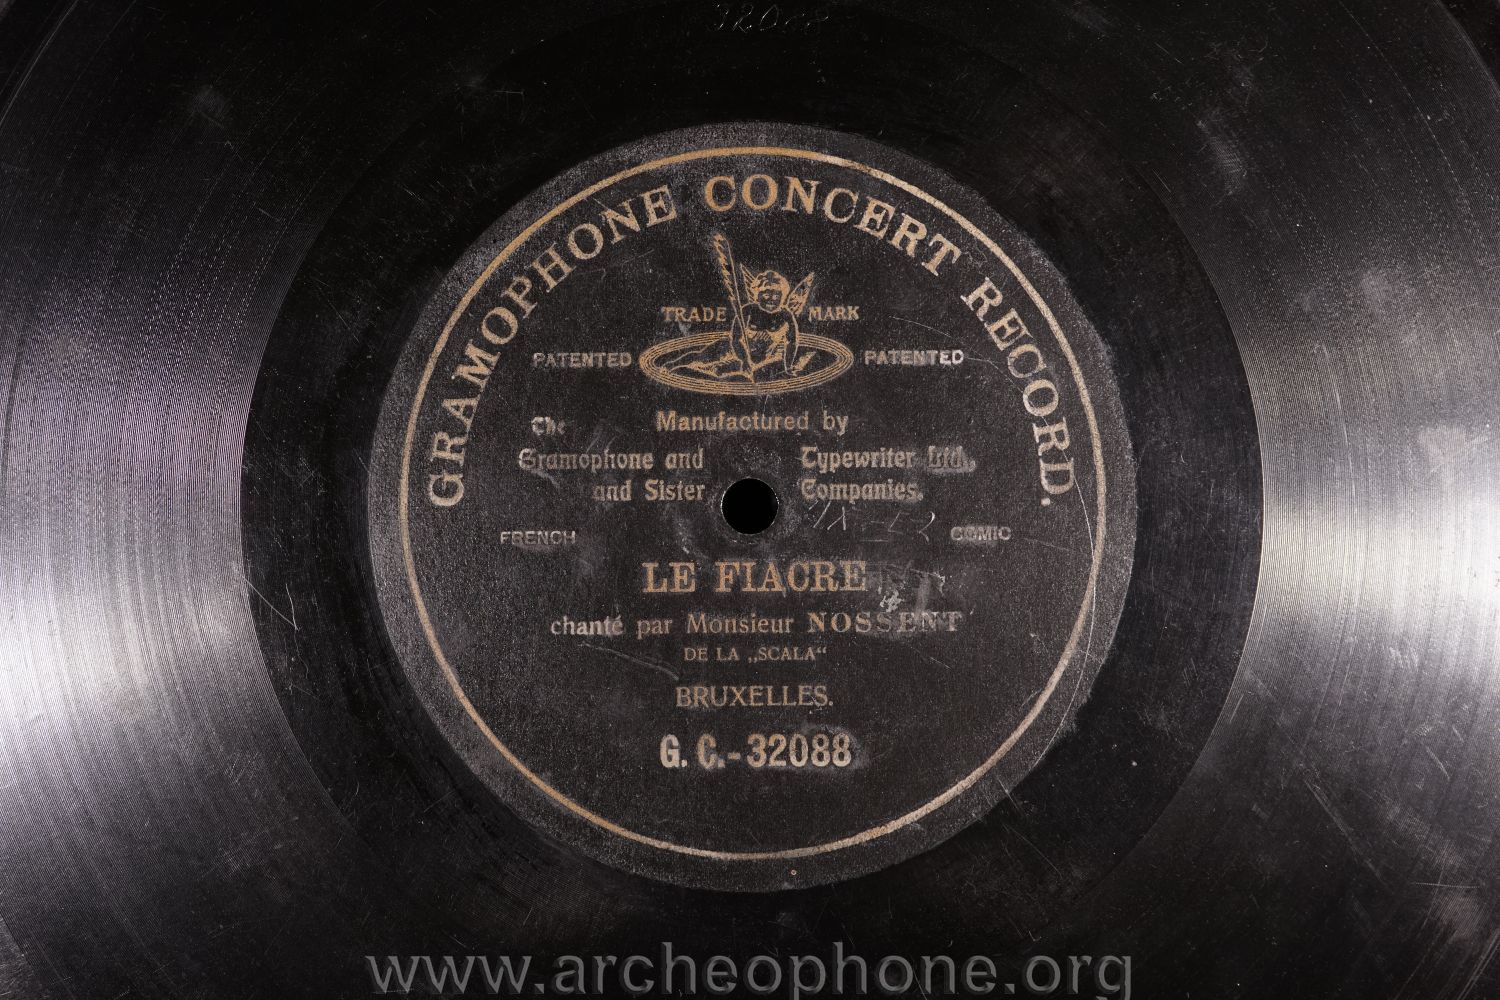 32088
GRAMOPHONE CONCERT RECORD.
TRADE MARK
PATENTED PATENTED
Manufactured by
The
Gramophone and Typewriter Ltd.,
and Sister Companies.
FRENCH COMIC
LE FIACRE
chanté par Monsieur NOSSENT
DE LA „SCALA“
BRUXELLES.
G. C.-32088
www.archeophone.org